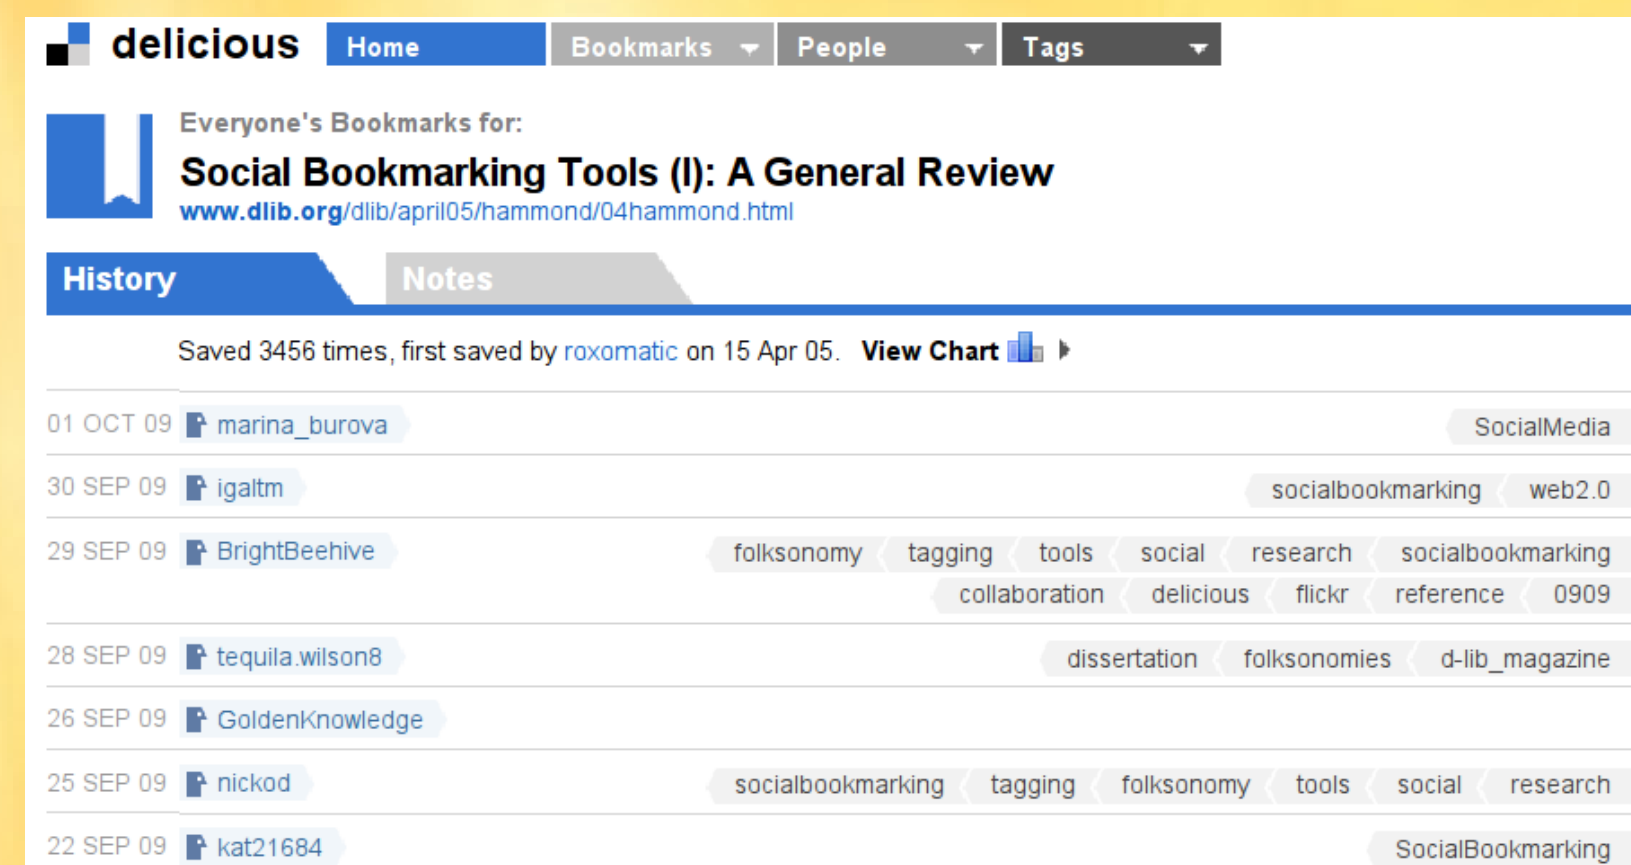 delicious Home Bookmarks People Tags
Everyone's Bookmarks for:
Social Bookmarking Tools (I): A General Review
www.dlib.org/dlib/april05/hammond/04hammond.html
History Notes
Saved 3456 times, first saved by roxomatic on 15 Apr 05. View Chart
01 OCT 09 marina_burova SocialMedia
30 SEP 09 igaltm socialbookmarking web2.0
29 SEP 09 BrightBeehive folksonomy tagging tools social research socialbookmarking
collaboration delicious flickr reference 0909
28 SEP 09 tequila.wilson8 dissertation folksonomies d-lib_magazine
26 SEP 09 GoldenKnowledge
25 SEP 09 nickod socialbookmarking tagging folksonomy tools social research
22 SEP 09 kat21684 SocialBookmarking